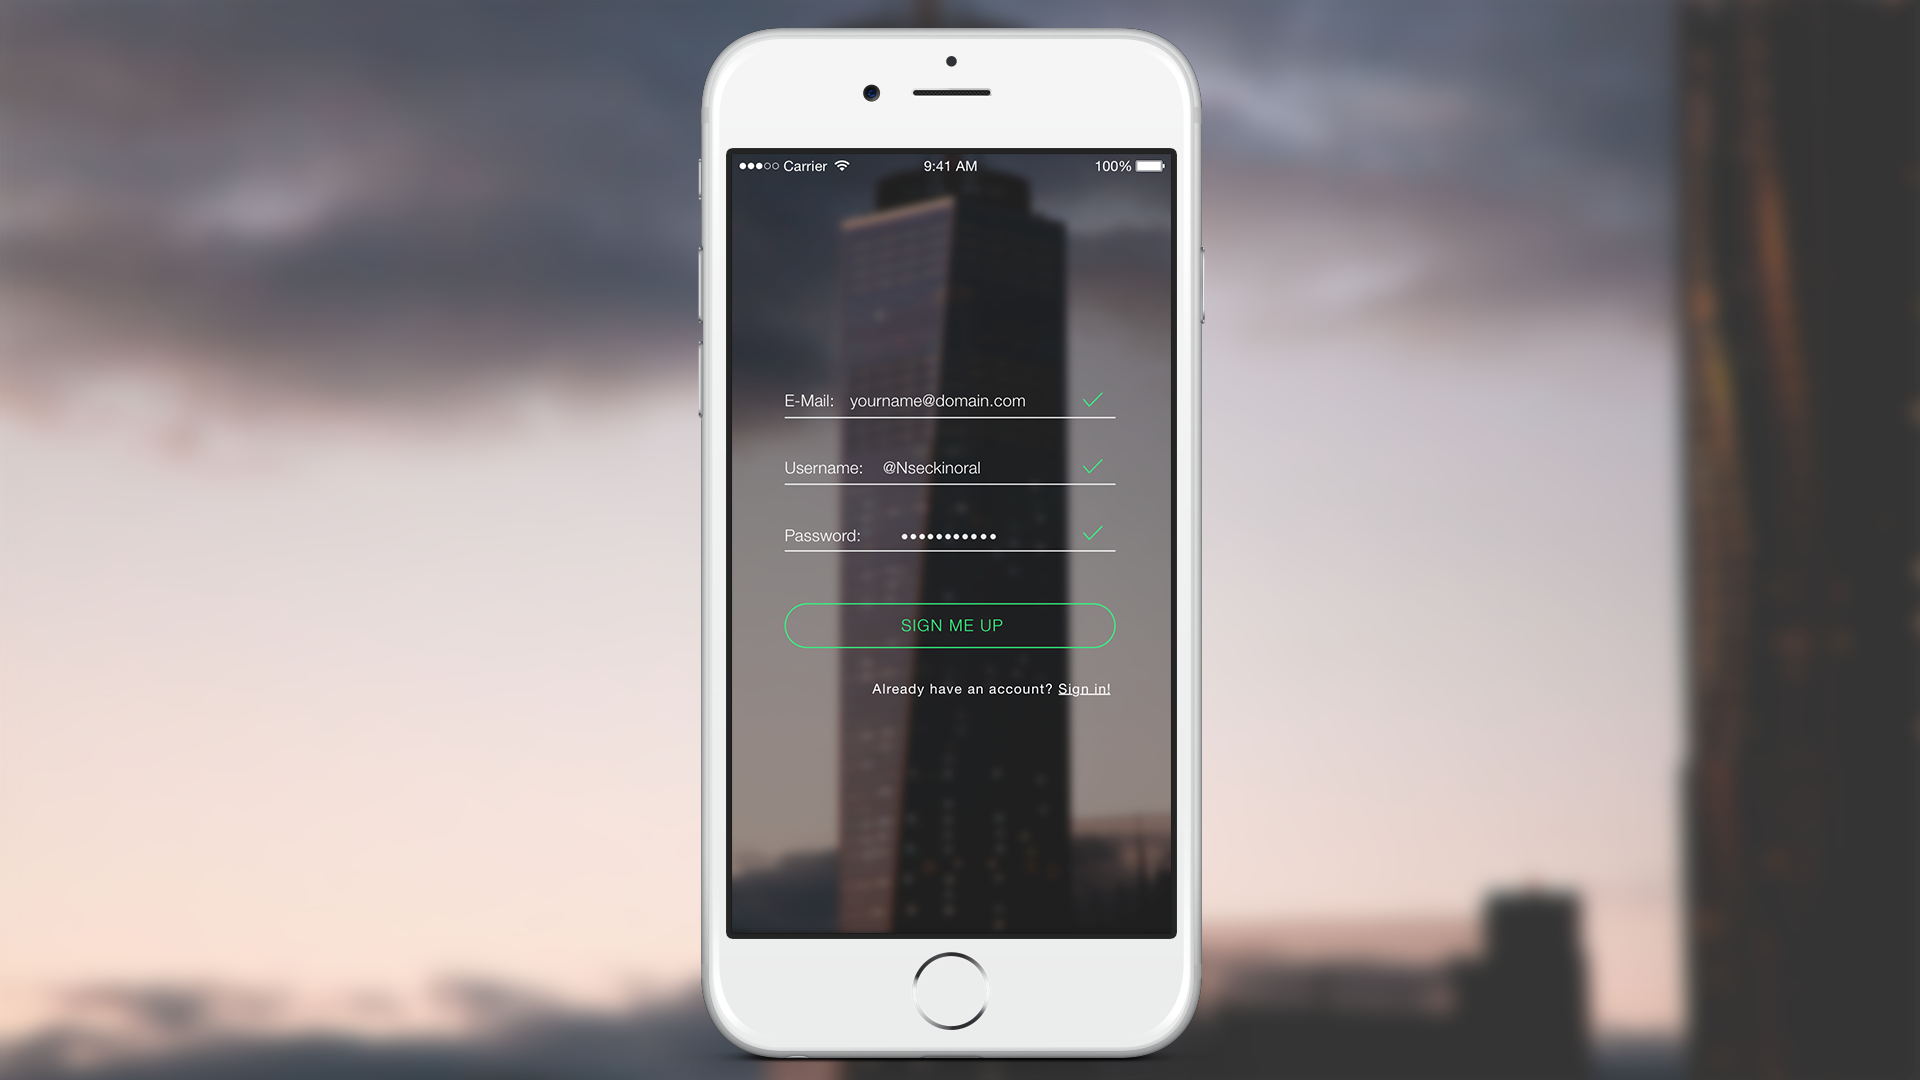 Carrier 9:41 AM 100%
E-Mail: yourname@domain.com
Username: @Nseckinoral
Password: •••••••••••
SIGN ME UP
Already have an account? Sign in!